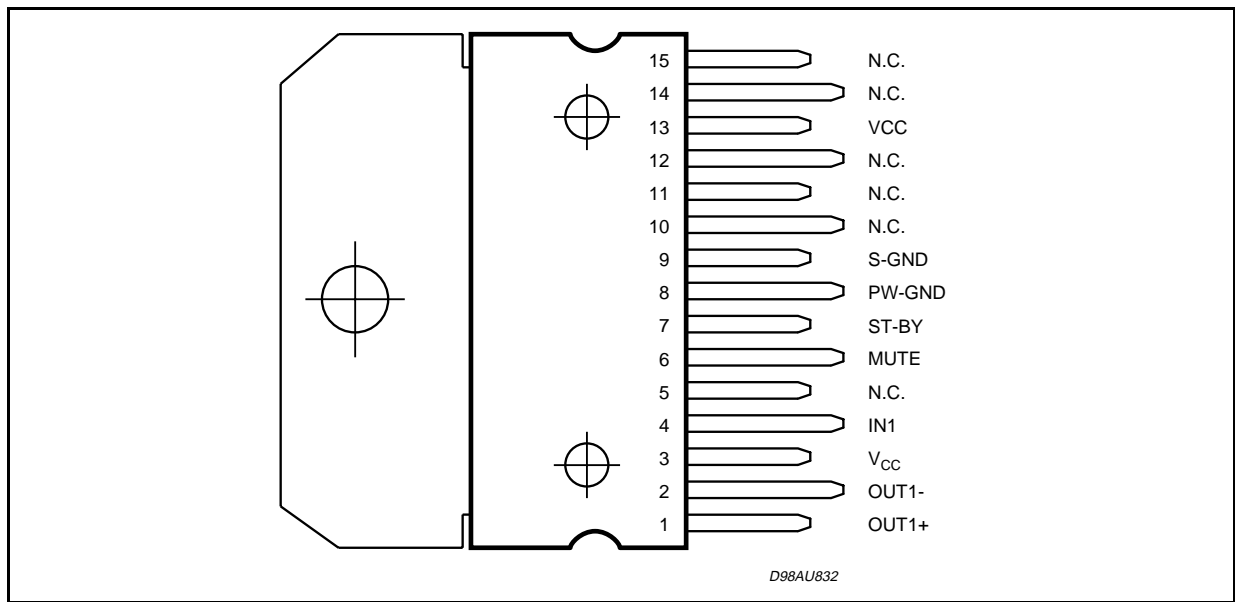 15 N.C.
14 N.C.
13 VCC
12 N.C.
11 N.C.
10 N.C.
9 S-GND
8 PW-GND
7 ST-BY
6 MUTE
5 N.C.
4 IN1
3 VCC
2 OUT1-
1 OUT1+
D98AU832